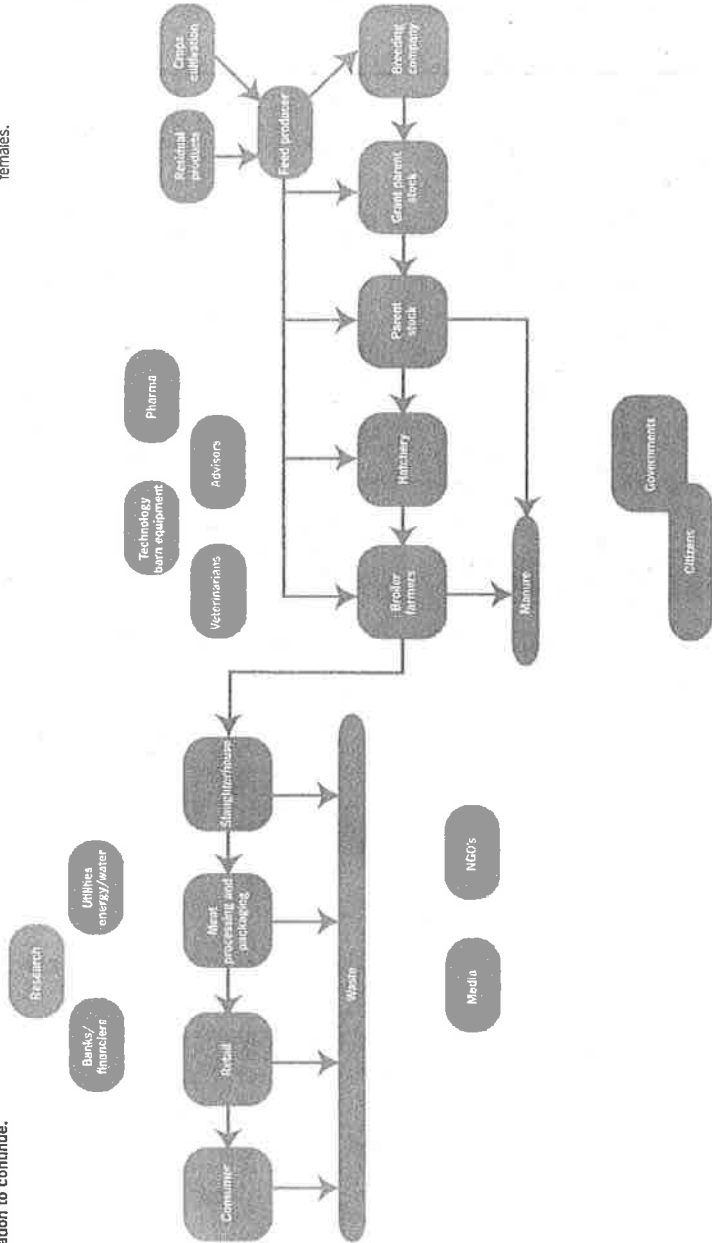 ation to continue.
females.
Research
Banks/
financiers
Utilities
energy/water
Technology
barn equipment
Pharma
Veterinarians
Advisors
Residual
products
Crops
cultivation
Feed producer
Consumer
Retail
Meat
processing and
packaging
Slaughterhouse
Broiler
farmers
Hatchery
Parent
stock
Grant parent
stock
Breeding
company
Waste
Manure
Media
NGO's
Citizens
Governments